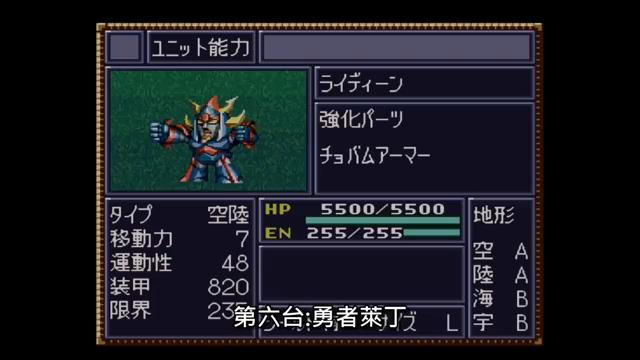 ユニット能力
ライディーン
強化パーツ
チョバムアーマー
タイプ 空陸
移動力 7
運動性 48
装甲 820
限界
HP 5500/5500
EN 255/255
地形
空 A
陸 A
海 B
宇 B
サイズ L
第六台:勇者萊丁